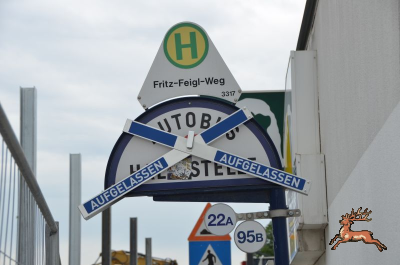 H
Fritz-Feigl-Weg
3317
AUTOBUS
HALTESTELLE
AUFGELASSEN
AUFGELASSEN
22A
95B